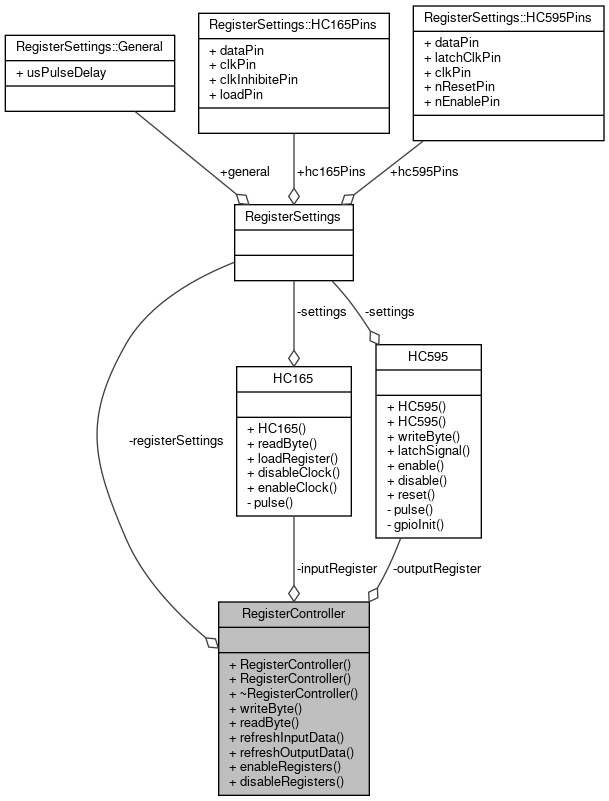 RegisterSettings::General
+ usPulseDelay
RegisterSettings::HC165Pins
+ dataPin
+ clkPin
+ clkInhibitePin
+ loadPin
RegisterSettings::HC595Pins
+ dataPin
+ latchClkPin
+ clkPin
+ nResetPin
+ nEnablePin
+general
+hc165Pins
+hc595Pins
RegisterSettings
-settings
-settings
HC165
+ HC165()
+ readByte()
+ loadRegister()
+ disableClock()
+ enableClock()
- pulse()
HC595
+ HC595()
+ HC595()
+ writeByte()
+ latchSignal()
+ enable()
+ disable()
+ reset()
- pulse()
- gpioInit()
-registerSettings
-inputRegister
-outputRegister
RegisterController
+ RegisterController()
+ RegisterController()
+ ~RegisterController()
+ writeByte()
+ readByte()
+ refreshInputData()
+ refreshOutputData()
+ enableRegisters()
+ disableRegisters()